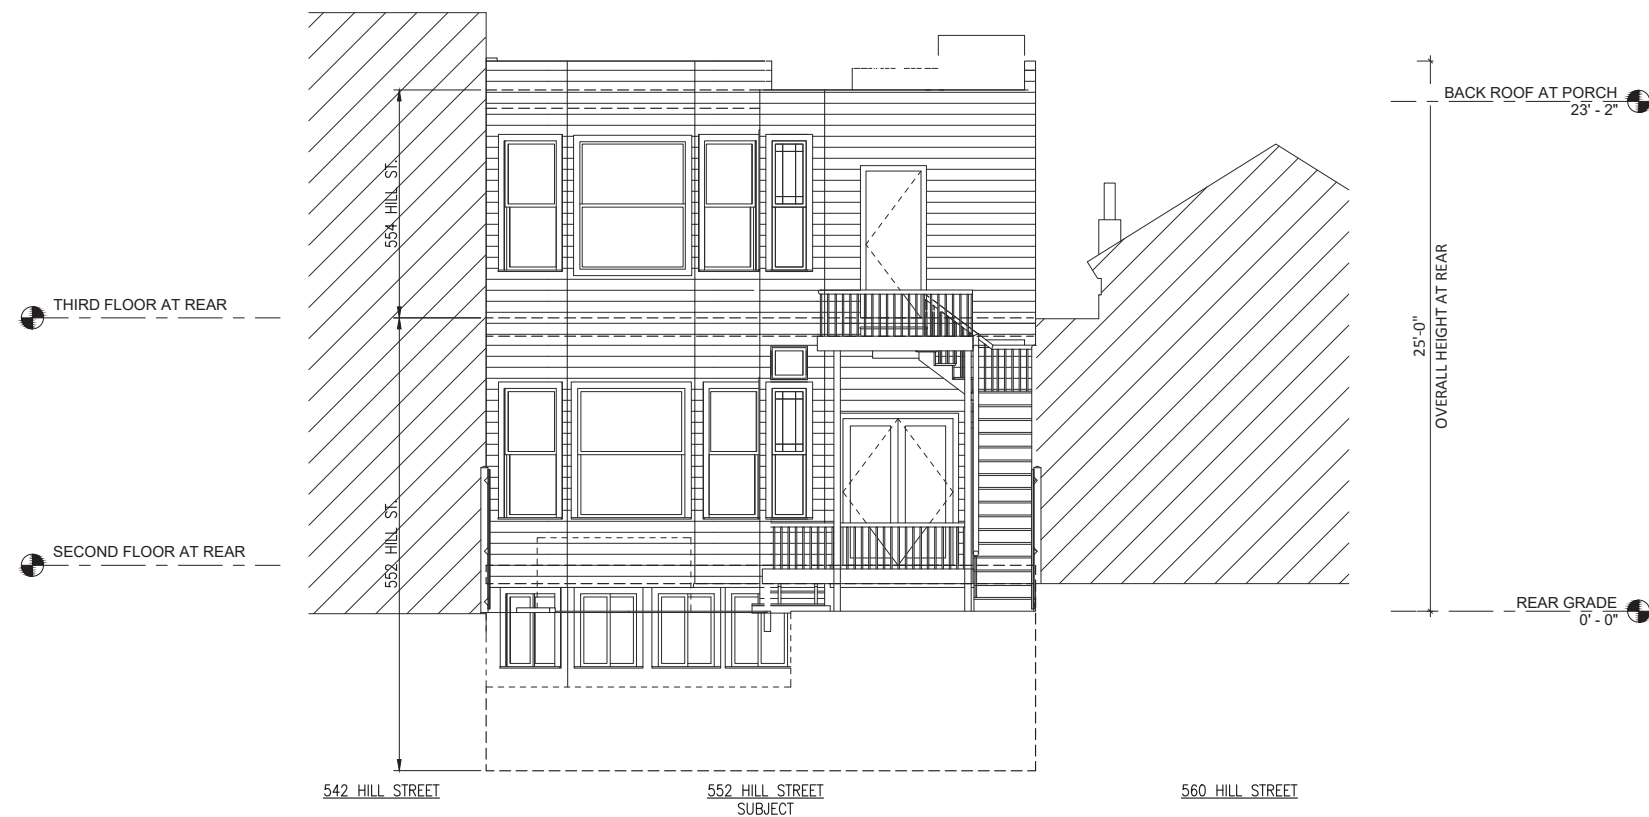 BACK ROOF AT PORCH
23' - 2"
554 HILL ST.
THIRD FLOOR AT REAR
25'-0"
OVERALL HEIGHT AT REAR
552 HILL ST.
SECOND FLOOR AT REAR
REAR GRADE
0' - 0"
542 HILL STREET
552 HILL STREET
SUBJECT
560 HILL STREET